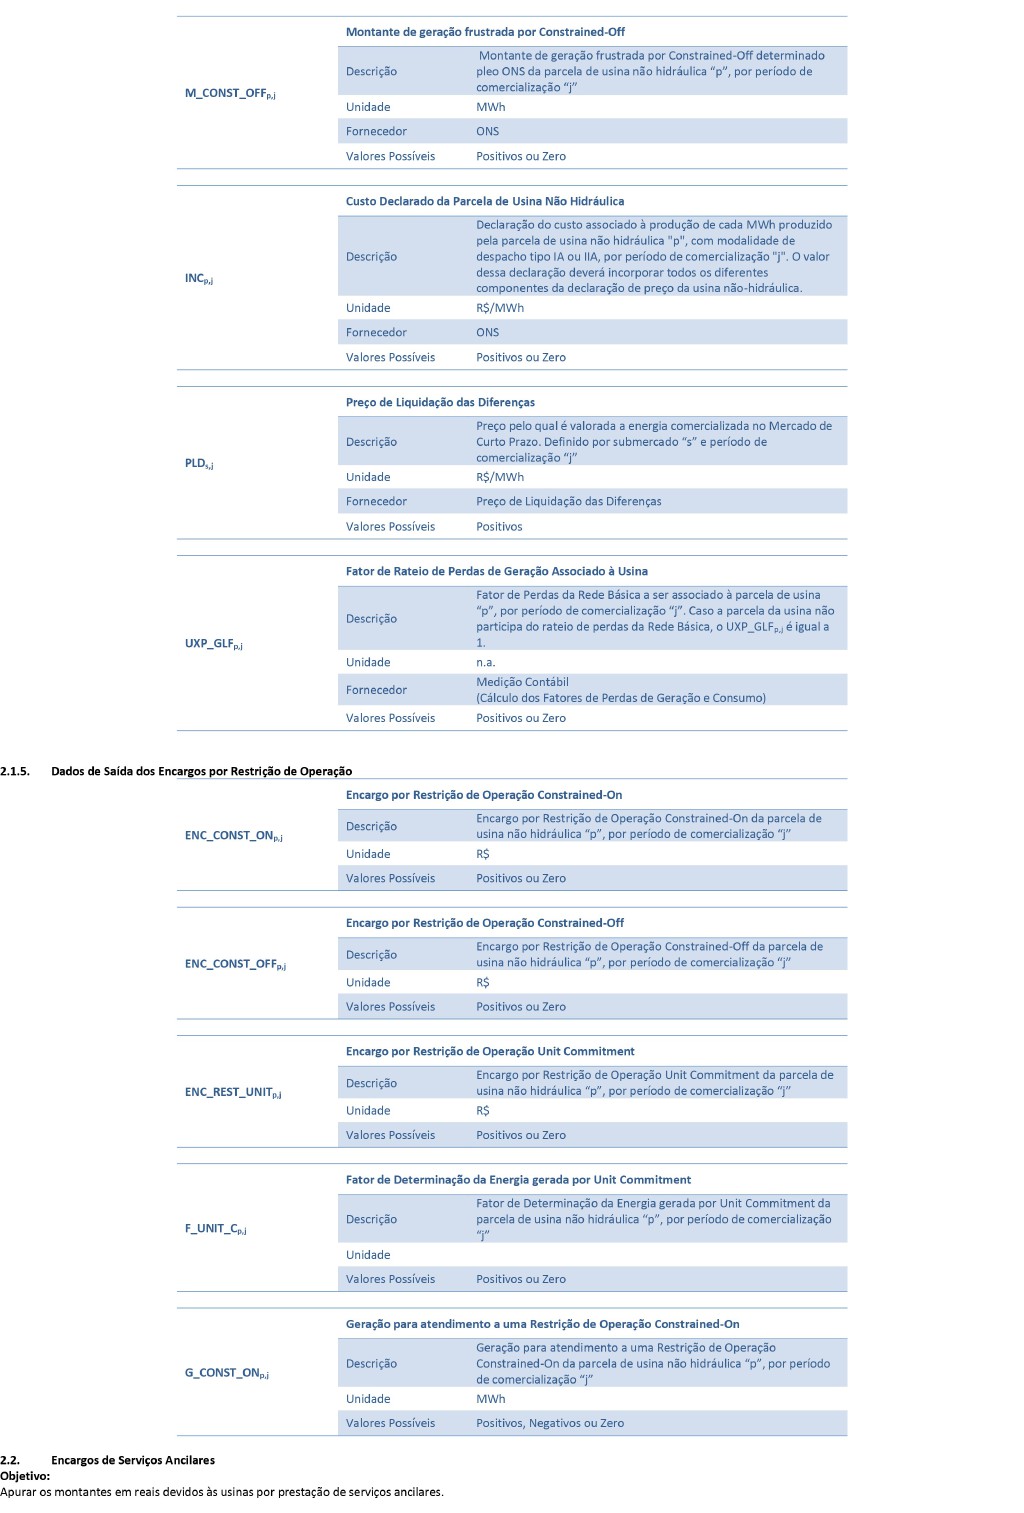 Montante de geração frustrada por Constrained-Off
M_CONST_OFFp,j
Descrição
Montante de geração frustrada por Constrained-Off determinado
pleo ONS da parcela de usina não hidráulica “p”, por período de
comercialização “j”
Unidade MWh
Fornecedor ONS
Valores Possíveis Positivos ou Zero
Custo Declarado da Parcela de Usina Não Hidráulica
INCp,j
Descrição
Declaração do custo associado à produção de cada MWh produzido
pela parcela de usina não hidráulica "p", com modalidade de
despacho tipo IA ou IIA, por período de comercialização "j". O valor
dessa declaração deverá incorporar todos os diferentes
componentes da declaração de preço da usina não-hidráulica.
Unidade R$/MWh
Fornecedor ONS
Valores Possíveis Positivos ou Zero
Preço de Liquidação das Diferenças
PLDs,j
Descrição
Preço pelo qual é valorada a energia comercializada no Mercado de
Curto Prazo. Definido por submercado “s” e período de
comercialização “j”
Unidade R$/MWh
Fornecedor Preço de Liquidação das Diferenças
Valores Possíveis Positivos
Fator de Rateio de Perdas de Geração Associado à Usina
UXP_GLFp,j
Descrição
Fator de Perdas da Rede Básica a ser associado à parcela de usina
“p”, por período de comercialização “j”. Caso a parcela da usina não
participa do rateio de perdas da Rede Básica, o UXP_GLFp,j é igual a
1.
Unidade n.a.
Fornecedor
Medição Contábil
(Cálculo dos Fatores de Perdas de Geração e Consumo)
Valores Possíveis Positivos ou Zero
2.1.5. Dados de Saída dos Encargos por Restrição de Operação
Encargo por Restrição de Operação Constrained-On
ENC_CONST_ONp,j
Descrição
Encargo por Restrição de Operação Constrained-On da parcela de
usina não hidráulica “p”, por período de comercialização “j”
Unidade R$
Valores Possíveis Positivos ou Zero
Encargo por Restrição de Operação Constrained-Off
ENC_CONST_OFFp,j
Descrição
Encargo por Restrição de Operação Constrained-Off da parcela de
usina não hidráulica “p”, por período de comercialização “j”
Unidade R$
Valores Possíveis Positivos ou Zero
Encargo por Restrição de Operação Unit Commitment
ENC_REST_UNITp,j
Descrição
Encargo por Restrição de Operação Unit Commitment da parcela de
usina não hidráulica “p”, por período de comercialização “j”
Unidade R$
Valores Possíveis Positivos ou Zero
Fator de Determinação da Energia gerada por Unit Commitment
F_UNIT_Cp,j
Descrição
Fator de Determinação da Energia gerada por Unit Commitment da
parcela de usina não hidráulica “p”, por período de comercialização
“j”
Unidade
Valores Possíveis Positivos ou Zero
Geração para atendimento a uma Restrição de Operação Constrained-On
G_CONST_ONp,j
Descrição
Geração para atendimento a uma Restrição de Operação
Constrained-On da parcela de usina não hidráulica “p”, por período
de comercialização “j”
Unidade MWh
Valores Possíveis Positivos, Negativos ou Zero
2.2. Encargos de Serviços Ancilares
Objetivo:
Apurar os montantes em reais devidos às usinas por prestação de serviços ancilares.